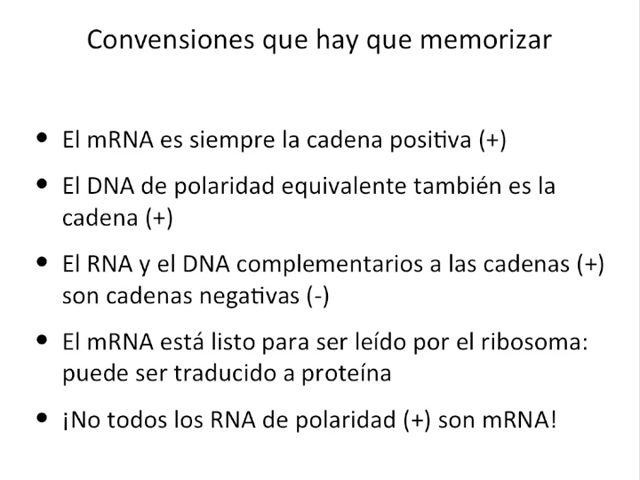 Convensiones que hay que memorizar
• El mRNA es siempre la cadena positiva (+)
• El DNA de polaridad equivalente también es la
cadena (+)
• El RNA y el DNA complementarios a las cadenas (+)
son cadenas negativas (-)
• El mRNA está listo para ser leído por el ribosoma:
puede ser traducido a proteína
• ¡No todos los RNA de polaridad (+) son mRNA!